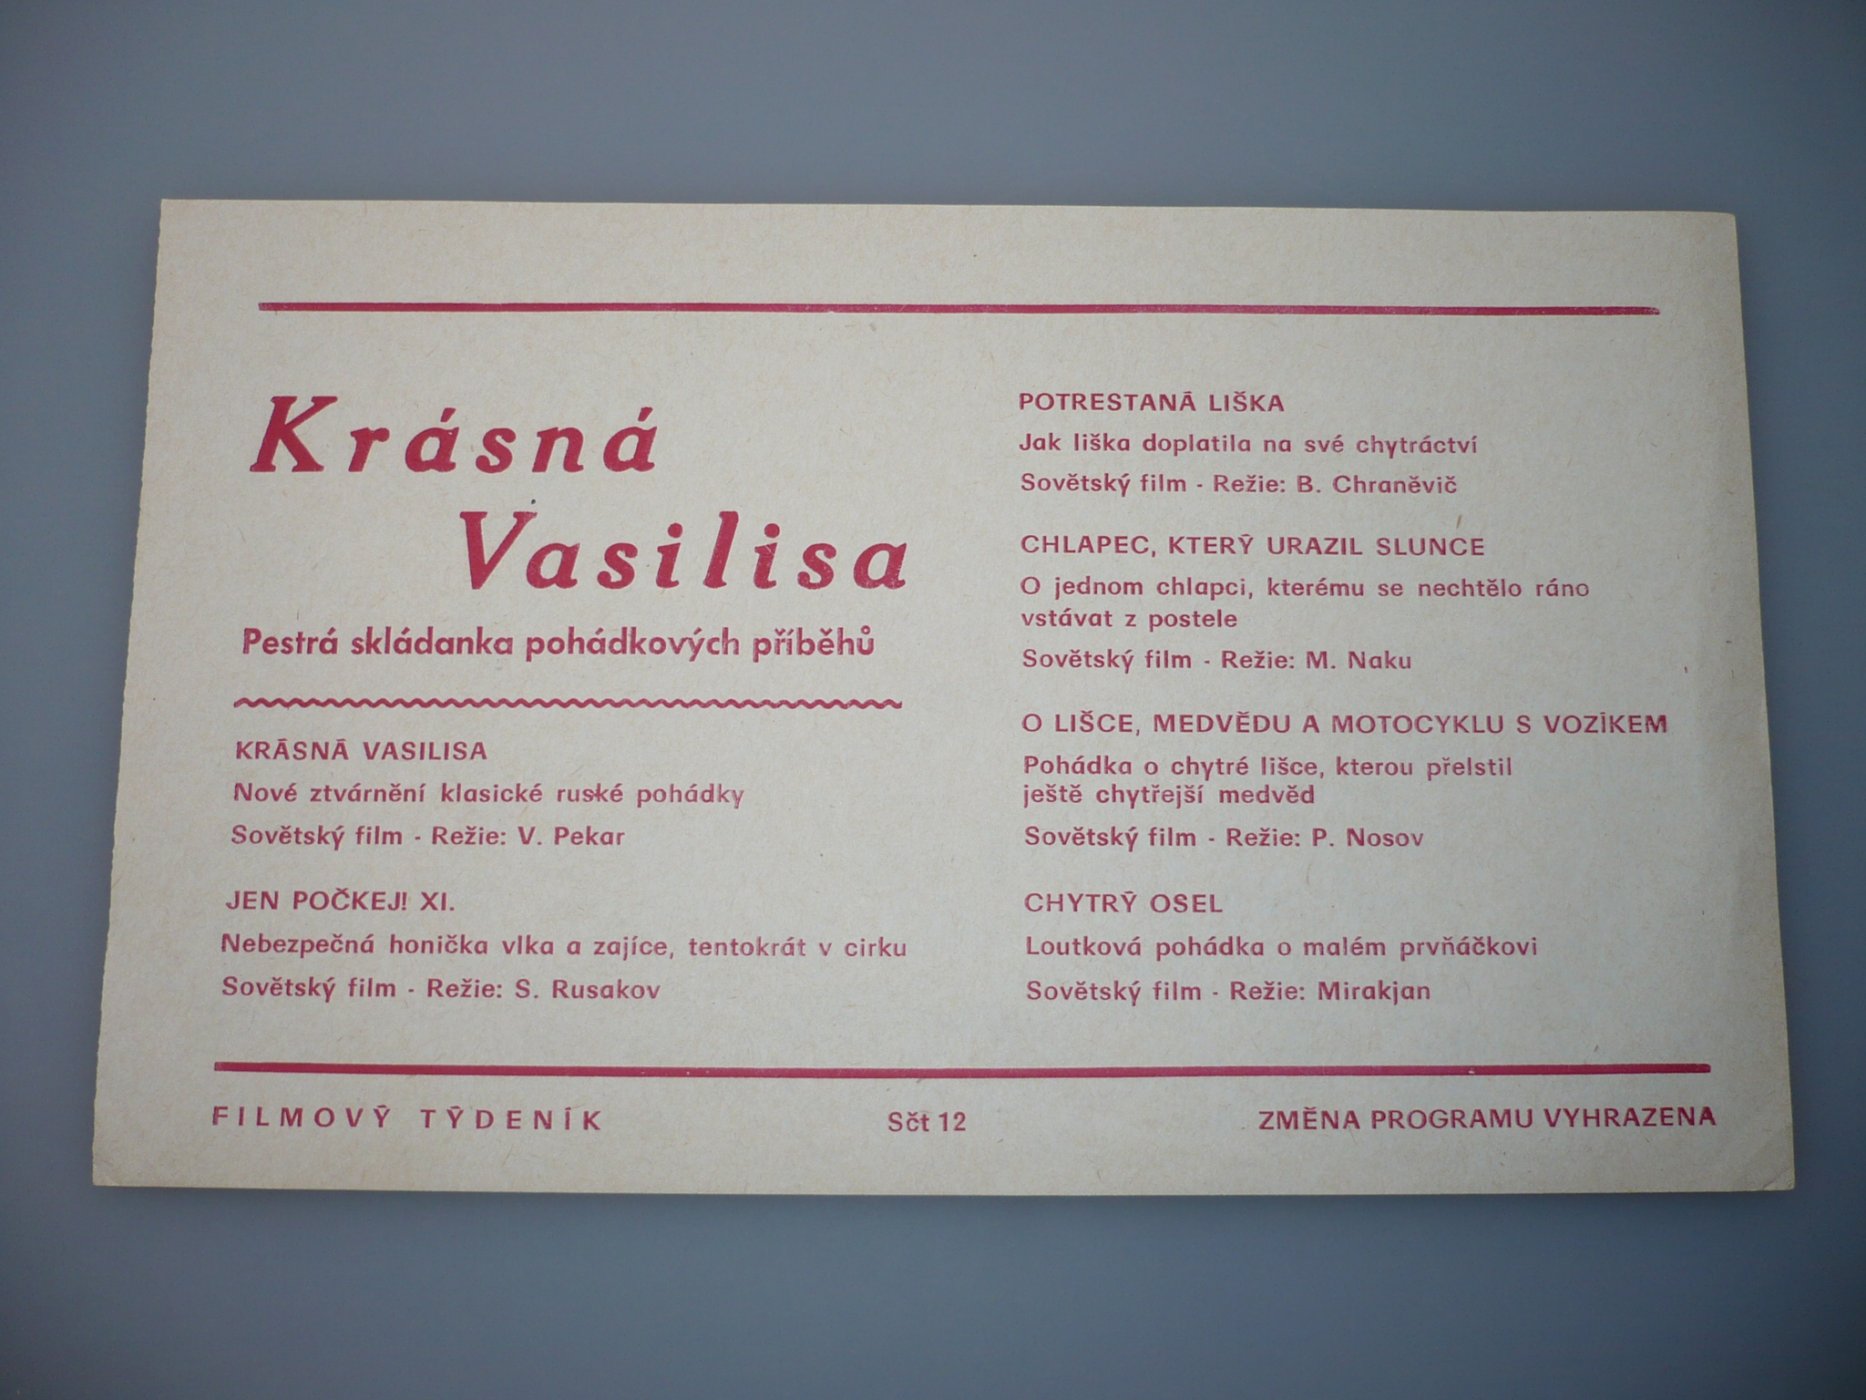 Krásná
Vasilisa
Pestrá skládanka pohádkových příběhů
KRÁSNÁ VASILISA
Nové ztvárnění klasické ruské pohádky
Sovětský film - Režie: V. Pekar
JEN POČKEJ! XI.
Nebezpečná honička vlka a zajíce, tentokrát v cirku
Sovětský film - Režie: S. Rusakov
POTRESTANÁ LIŠKA
Jak liška doplatila na své chytráctví
Sovětský film - Režie: B. Chraněvič
CHLAPEC, KTERÝ URAZIL SLUNCE
O jednom chlapci, kterému se nechtělo ráno
vstávat z postele
Sovětský film - Režie: M. Naku
O LIŠCE, MEDVĚDU A MOTOCYKLU S VOZÍKEM
Pohádka o chytré lišce, kterou přelstil
ještě chytřejší medvěd
Sovětský film - Režie: P. Nosov
CHYTRÝ OSEL
Loutková pohádka o malém prvňáčkovi
Sovětský film - Režie: Mirakjan
FILMOVÝ TÝDENÍK
Sčt 12
ZMĚNA PROGRAMU VYHRAZENA